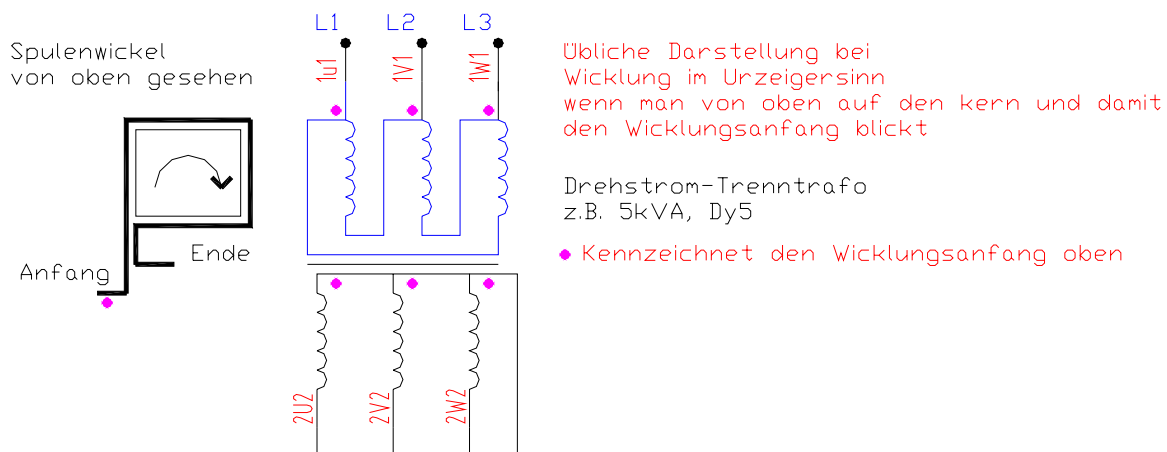 Spulenwickel
von oben gesehen
Anfang
Ende
L1 L2 L3
1u1 1V1 1W1
2U2 2V2 2W2
Übliche Darstellung bei
Wicklung im Urzeigersinn
wenn man von oben auf den kern und damit
den Wicklungsanfang blickt
Drehstrom-Trenntrafo
z.B. 5kVA, Dy5
Kennzeichnet den Wicklungsanfang oben